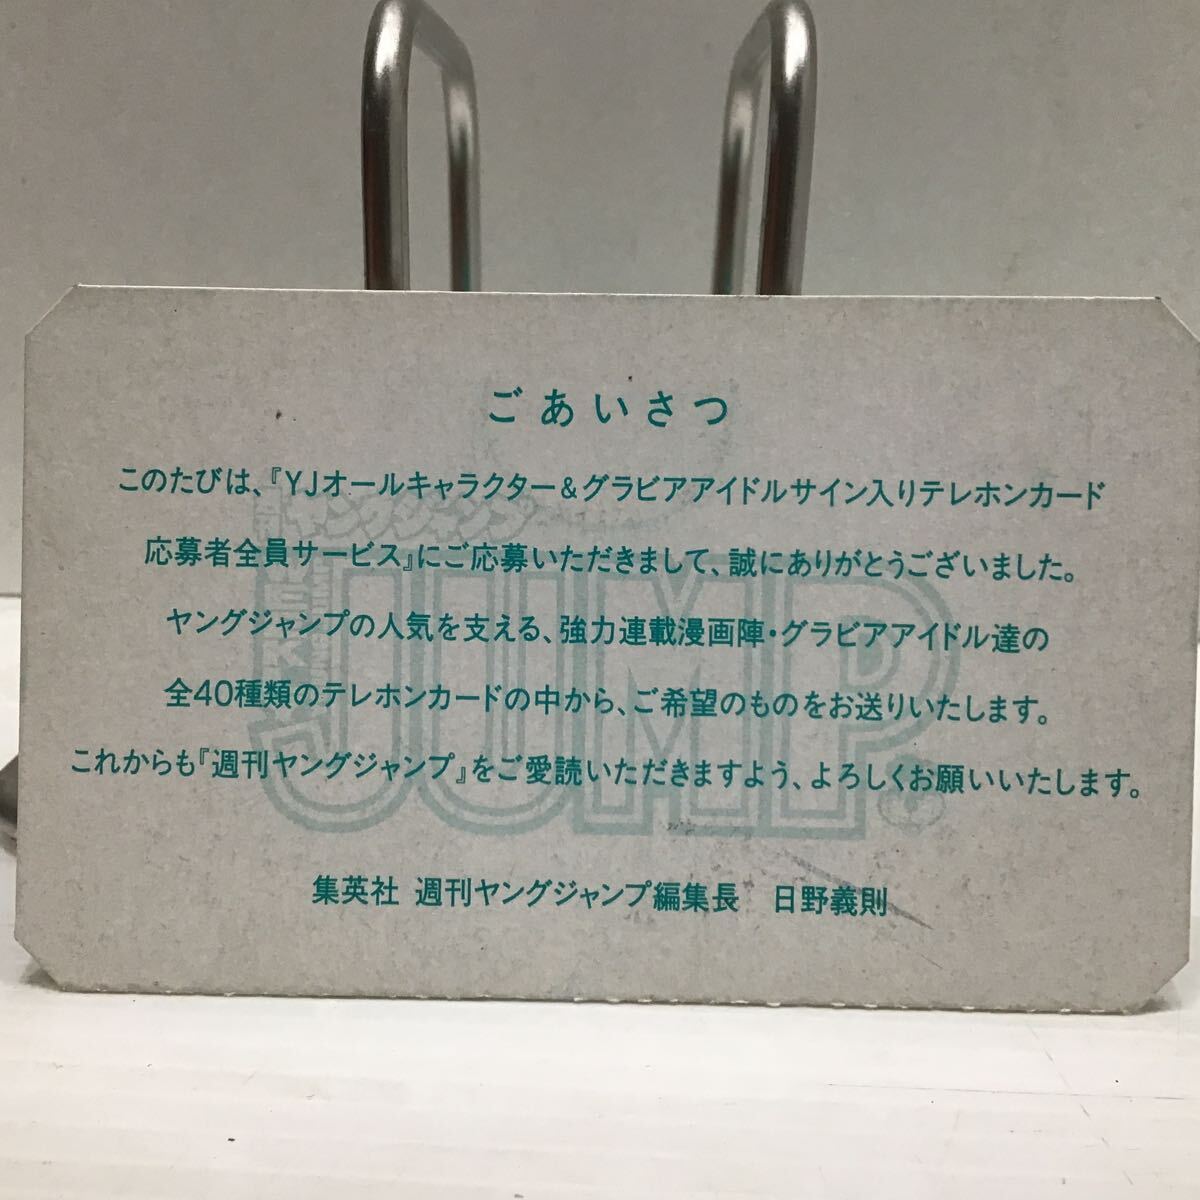 ごあいさつ
このたびは、『YJオールキャラクター＆グラビアアイドルサイン入りテレホンカード
応募者全員サービス』にご応募いただきまして、誠にありがとうございました。
ヤングジャンプの人気を支える、強力連載漫画陣・グラビアアイドル達の
全40種類のテレホンカードの中から、ご希望のものをお送りいたします。
これからも『週刊ヤングジャンプ』をご愛読いただきますよう、よろしくお願いいたします。
集英社 週刊ヤングジャンプ編集長 日野義則
週刊ヤングジャンプ
JUMP